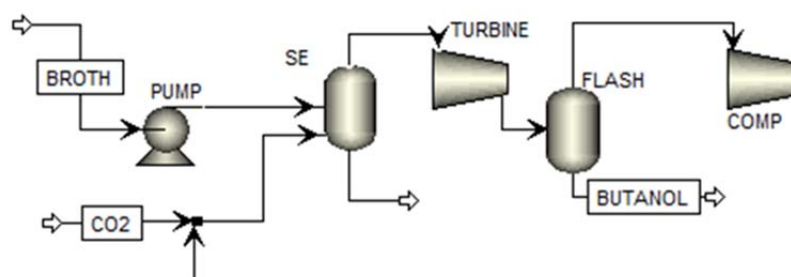 BROTH
PUMP
SE
TURBINE
FLASH
COMP
CO2
BUTANOL